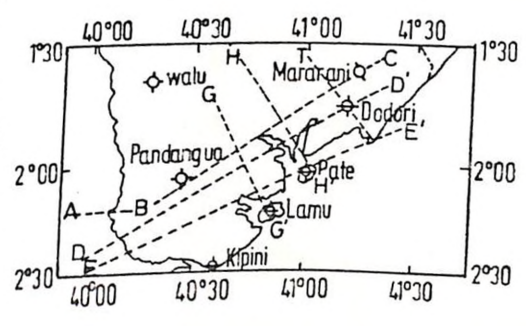 40°00' 40°30 41°00 41°30'
1°30 H T C 1°30
Mararani
walu D'
G Dodori
E'
Pandangua
2°00 Pate 2°00
H'
A B Lamu
G'
D
E Kipini
2°30 2°30
40°00 40°30 41°00 41°30